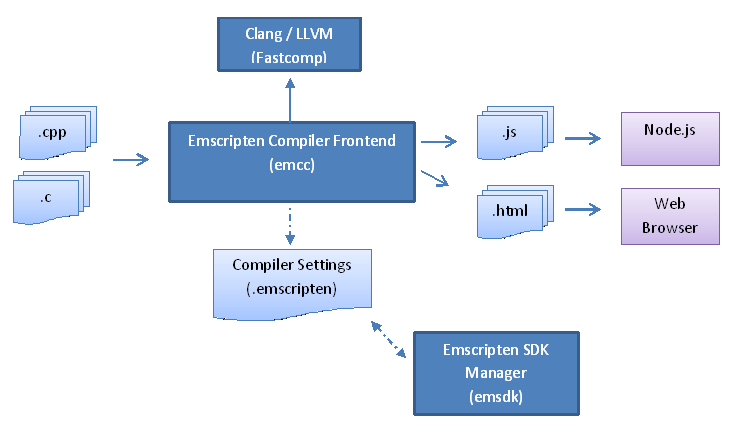 Clang / LLVM
(Fastcomp)
.cpp
.c
Emscripten Compiler Frontend
(emcc)
.js
Node.js
.html
Web
Browser
Compiler Settings
(.emscripten)
Emscripten SDK
Manager
(emsdk)